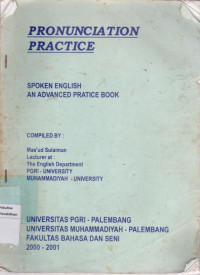 PRONUNCIATION
PRACTICE
SPOKEN ENGLISH
AN ADVANCED PRATICE BOOK
COMPILED BY :
Mas'ud Sulaiman
Lecturer at :
The English Department
PGRI - UNIVERSITY
MUHAMMADIYAH - UNIVERSITY
UNIVERSITAS PGRI - PALEMBANG
UNIVERSITAS MUHAMMADIYAH - PALEMBANG
FAKULTAS BAHASA DAN SENI
2000 - 2001